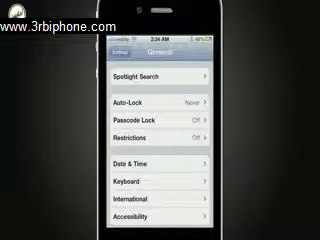 www.3rbiphone.com
2:34 AM
Settings
General
Spotlight Search
Auto-Lock Never
Passcode Lock Off
Restrictions Off
Date & Time
Keyboard
International
Accessibility